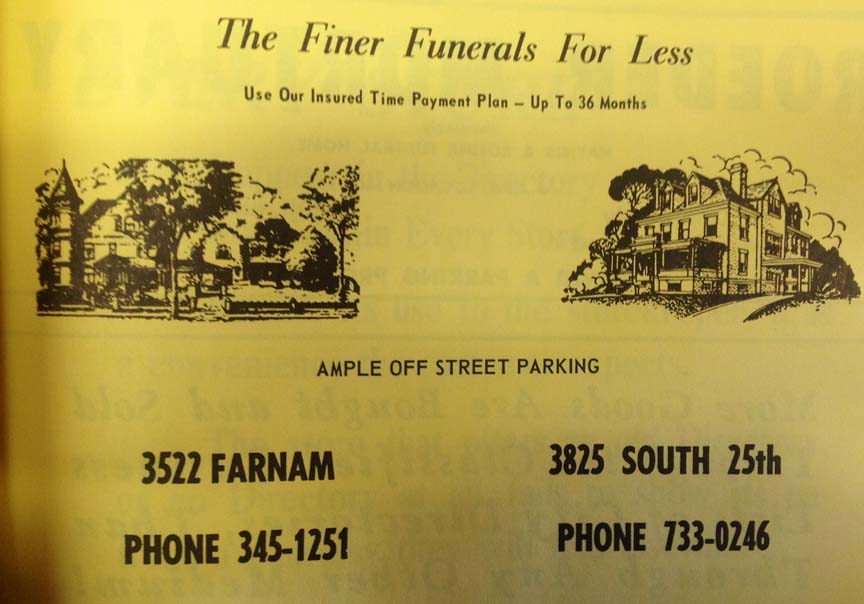 The Finer Funerals For Less
Use Our Insured Time Payment Plan — Up To 36 Months
AMPLE OFF STREET PARKING
3522 FARNAM
PHONE 345-1251
3825 SOUTH 25th
PHONE 733-0246